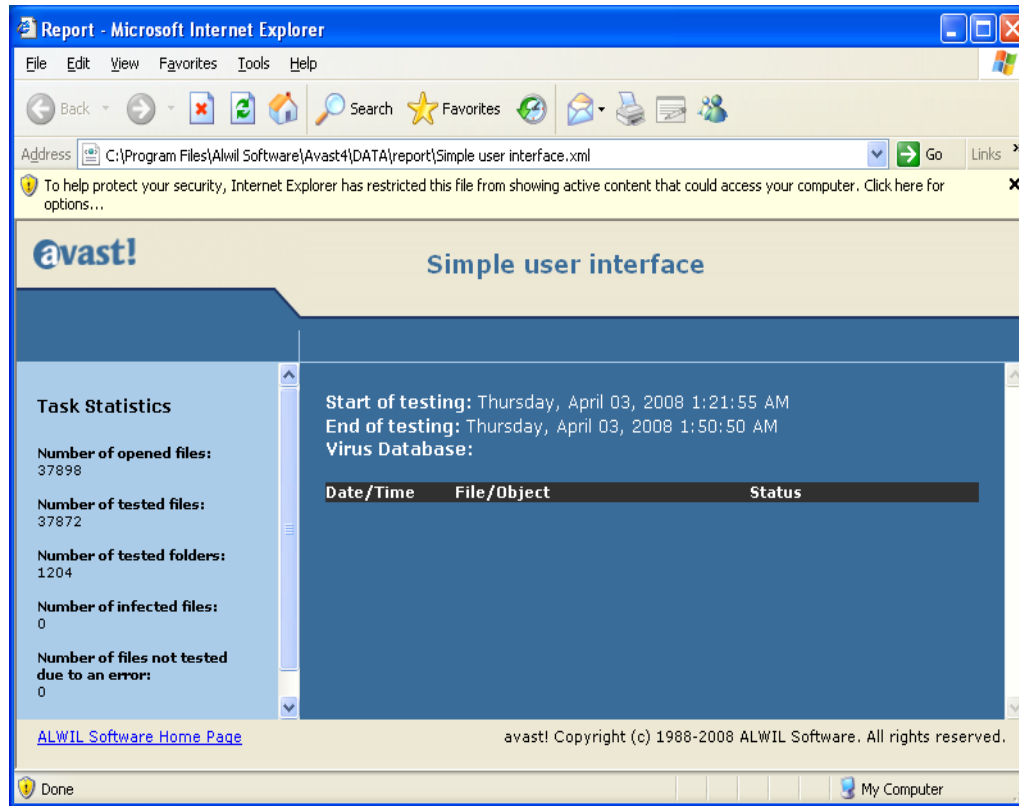 Report - Microsoft Internet Explorer
File Edit View Favorites Tools Help
Back Search Favorites
Address C:\Program Files\Alwil Software\Avast4\DATA\report\Simple user interface.xml Go Links »
To help protect your security, Internet Explorer has restricted this file from showing active content that could access your computer. Click here for
options...
avast!
Simple user interface
Task Statistics
Number of opened files:
37898
Number of tested files:
37872
Number of tested folders:
1204
Number of infected files:
0
Number of files not tested
due to an error:
0
Start of testing: Thursday, April 03, 2008 1:21:55 AM
End of testing: Thursday, April 03, 2008 1:50:50 AM
Virus Database:
Date/Time File/Object Status
ALWIL Software Home Page
avast! Copyright (c) 1988-2008 ALWIL Software. All rights reserved.
Done
My Computer